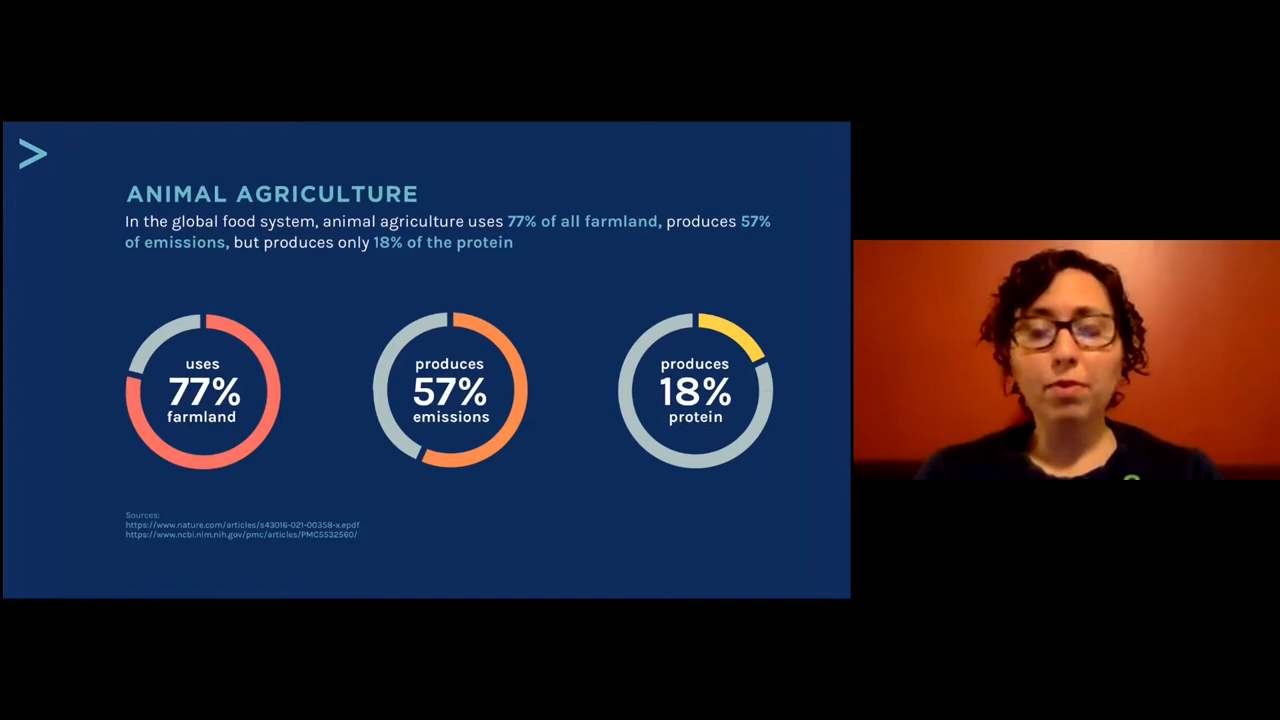 >
ANIMAL AGRICULTURE
In the global food system, animal agriculture uses 77% of all farmland, produces 57%
of emissions, but produces only 18% of the protein
uses
77%
farmland
produces
57%
emissions
produces
18%
protein
Sources:
https://www.nature.com/articles/s43016-021-00358-x.epdf
https://www.ncbi.nlm.nih.gov/pmc/articles/PMC5532560/